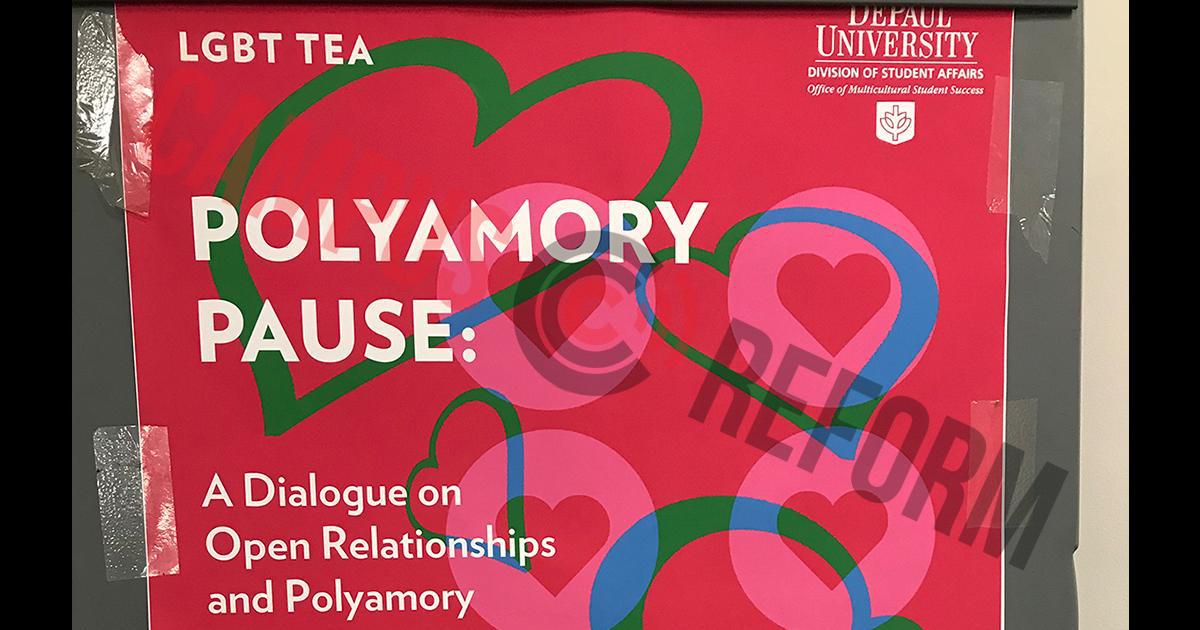 LGBT TEA
DEPAUL
UNIVERSITY
DIVISION OF STUDENT AFFAIRS
Office of Multicultural Student Success
POLYAMORY
PAUSE:
A Dialogue on
Open Relationships
and Polyamory
CAMPUS
REFORM